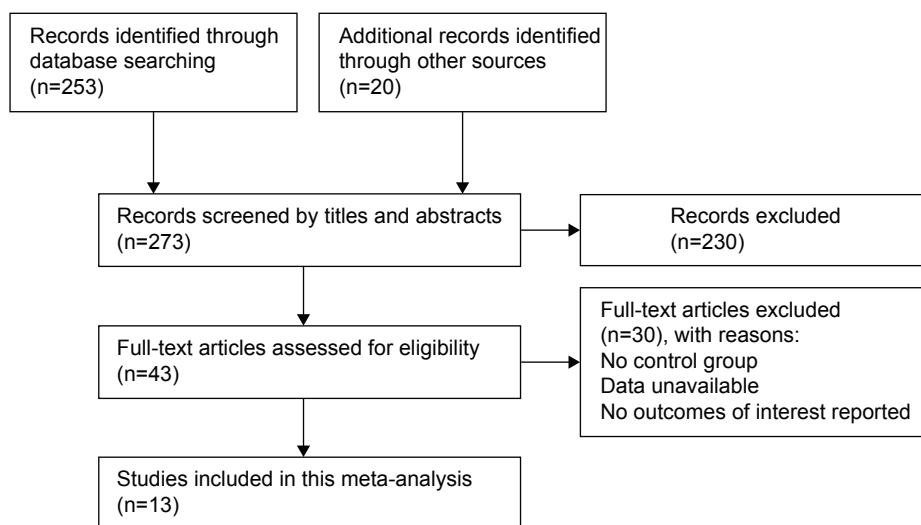 Records identified through
database searching
(n=253)
Additional records identified
through other sources
(n=20)
Records screened by titles and abstracts
(n=273)
Records excluded
(n=230)
Full-text articles assessed for eligibility
(n=43)
Full-text articles excluded
(n=30), with reasons:
No control group
Data unavailable
No outcomes of interest reported
Studies included in this meta-analysis
(n=13)